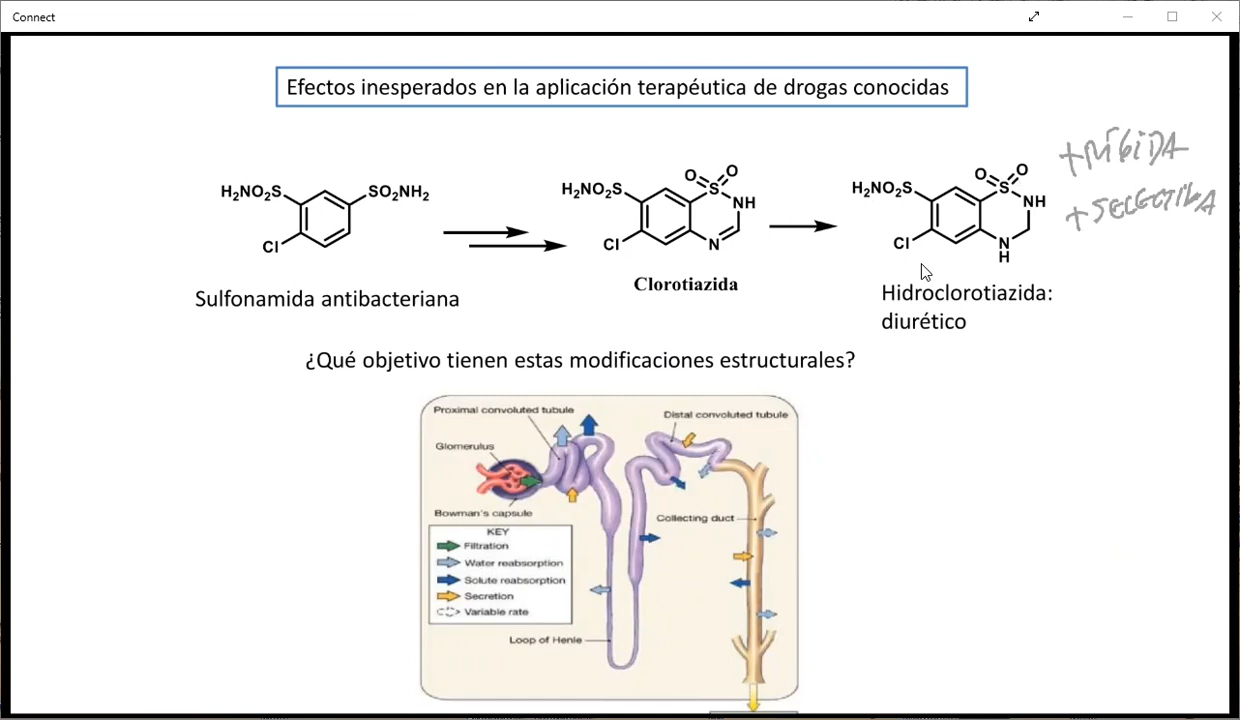 Connect
Efectos inesperados en la aplicación terapéutica de drogas conocidas
+ RÍGIDA
+ SELECTIVA
H₂NO₂S
SO₂NH₂
Cl
Sulfonamida antibacteriana
O O
H₂NO₂S
S
NH
Cl
N
Clorotiazida
O O
H₂NO₂S
S
NH
Cl
N
H
Hidroclorotiazida:
diurético
¿Qué objetivo tienen estas modificaciones estructurales?
Proximal convoluted tubule
Distal convoluted tubule
Glomerulus
Bowman's capsule
Collecting duct
KEY
Filtration
Water reabsorption
Solute reabsorption
Secretion
Variable rate
Loop of Henle